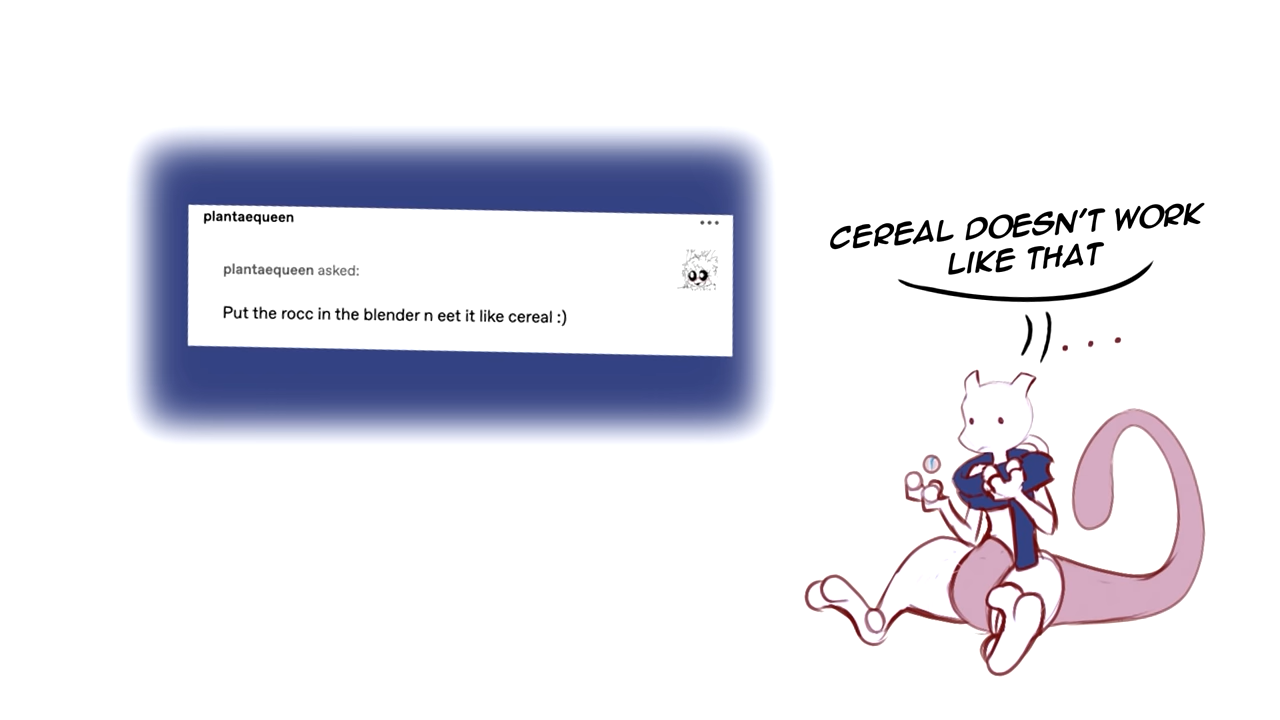 plantaequeen
plantaequeen asked:
Put the rocc in the blender n eet it like cereal :)
CEREAL DOESN'T WORK
LIKE THAT
...